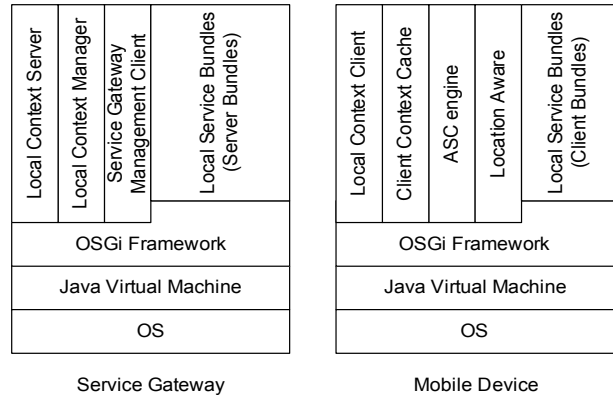 Local Context Server
Local Context Manager
Service Gateway
Management Client
Local Service Bundles
(Server Bundles)
OSGi Framework
Java Virtual Machine
OS
Service Gateway
Local Context Client
Client Context Cache
ASC engine
Location Aware
Local Service Bundles
(Client Bundles)
OSGi Framework
Java Virtual Machine
OS
Mobile Device